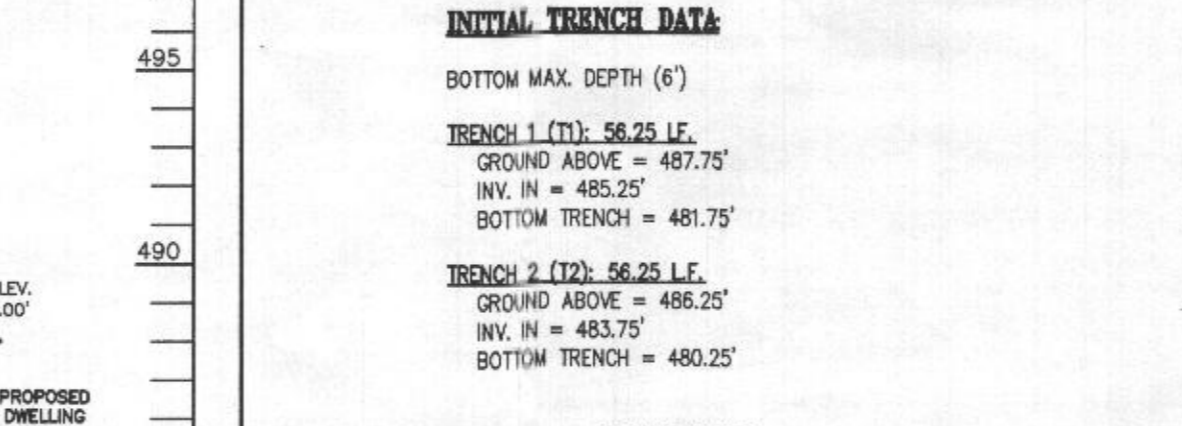 INITIAL TRENCH DATA:
BOTTOM MAX. DEPTH (6')
TRENCH 1 (T1): 56.25 LF.
GROUND ABOVE = 487.75'
INV. IN = 485.25'
BOTTOM TRENCH = 481.75'
TRENCH 2 (T2): 56.25 L.F.
GROUND ABOVE = 486.25'
INV. IN = 483.75'
BOTTOM TRENCH = 480.25'
495
490
LEV.
.00'
PROPOSED
DWELLING